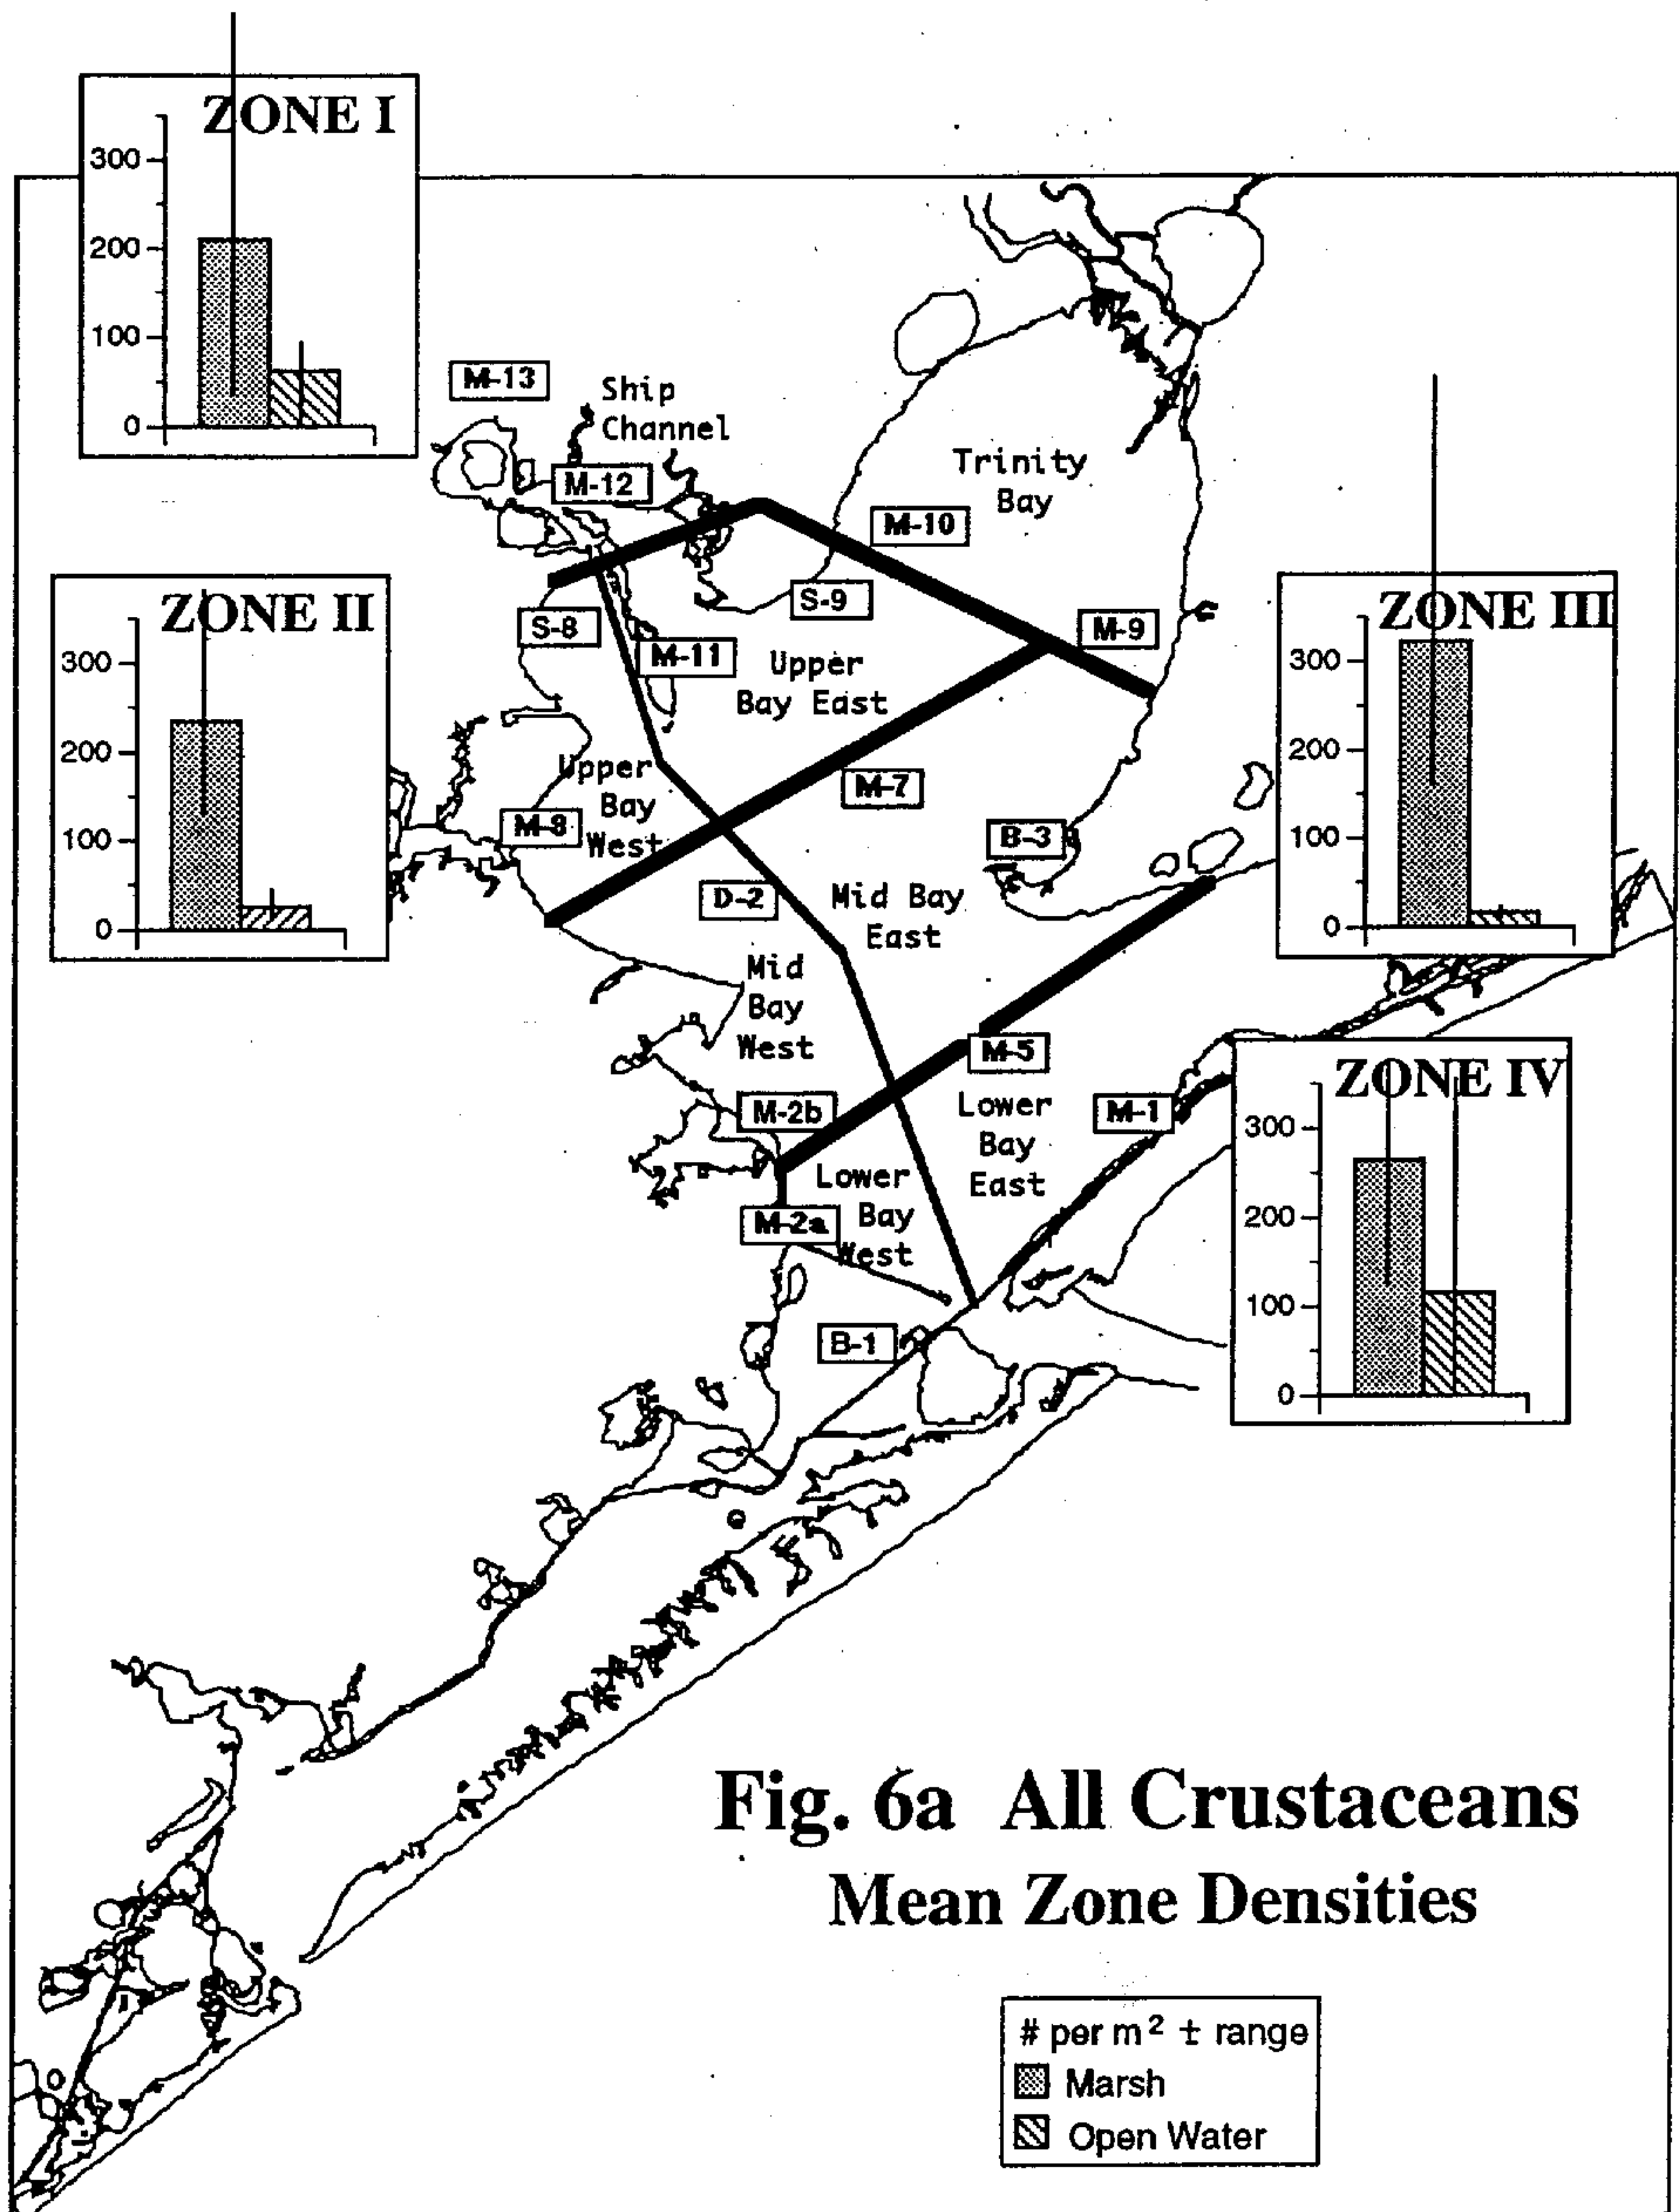 ZONE I
300
200
100
0
M-13
Ship
Channel
M-12
Trinity
Bay
M-10
S-9
S-8
M-9
M-11
Upper
Bay East
ZONE II
300
200
100
0
ZONE III
300
200
100
0
Upper
Bay
West
M-8
M-7
B-3
D-2
Mid Bay
East
Mid
Bay
West
M-5
M-2b
Lower
Bay
East
M-1
ZONE IV
300
200
100
0
Lower
Bay
West
M-2a
B-1
Fig. 6a All Crustaceans
Mean Zone Densities
# per m² ± range
Marsh
Open Water